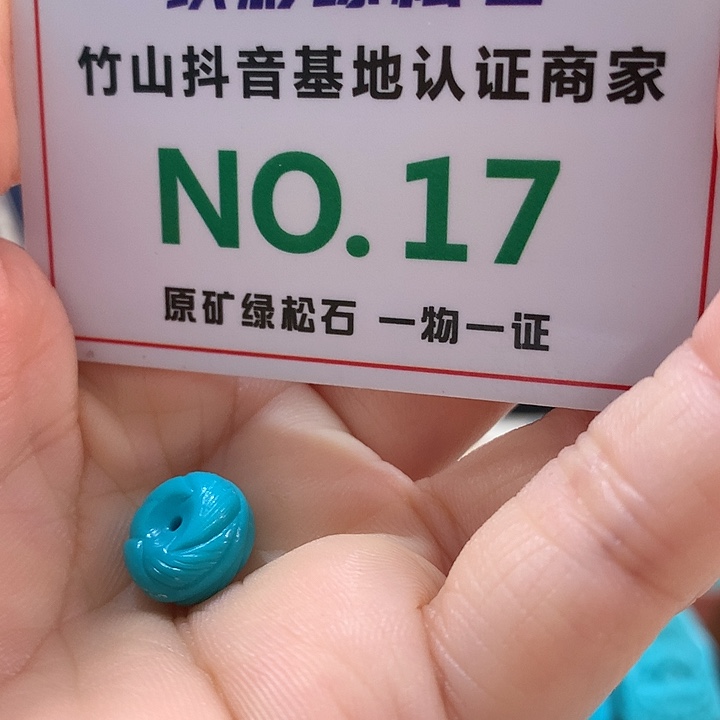 竹山抖音基地认证商家
NO.17
原矿绿松石 一物一证